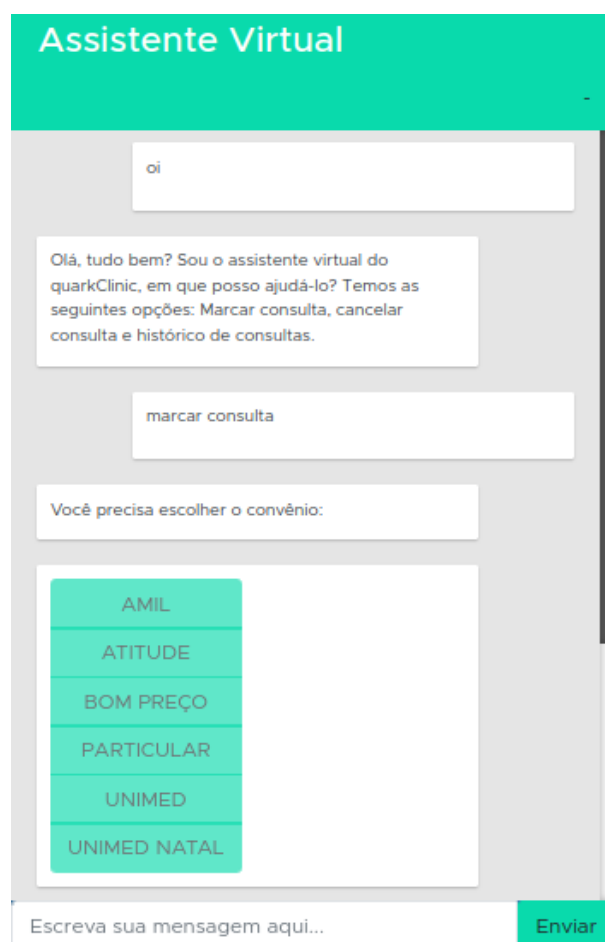 Assistente Virtual
-
oi
Olá, tudo bem? Sou o assistente virtual do
quarkClinic, em que posso ajudá-lo? Temos as
seguintes opções: Marcar consulta, cancelar
consulta e histórico de consultas.
marcar consulta
Você precisa escolher o convênio:
AMIL
ATITUDE
BOM PREÇO
PARTICULAR
UNIMED
UNIMED NATAL
Escreva sua mensagem aqui...
Enviar